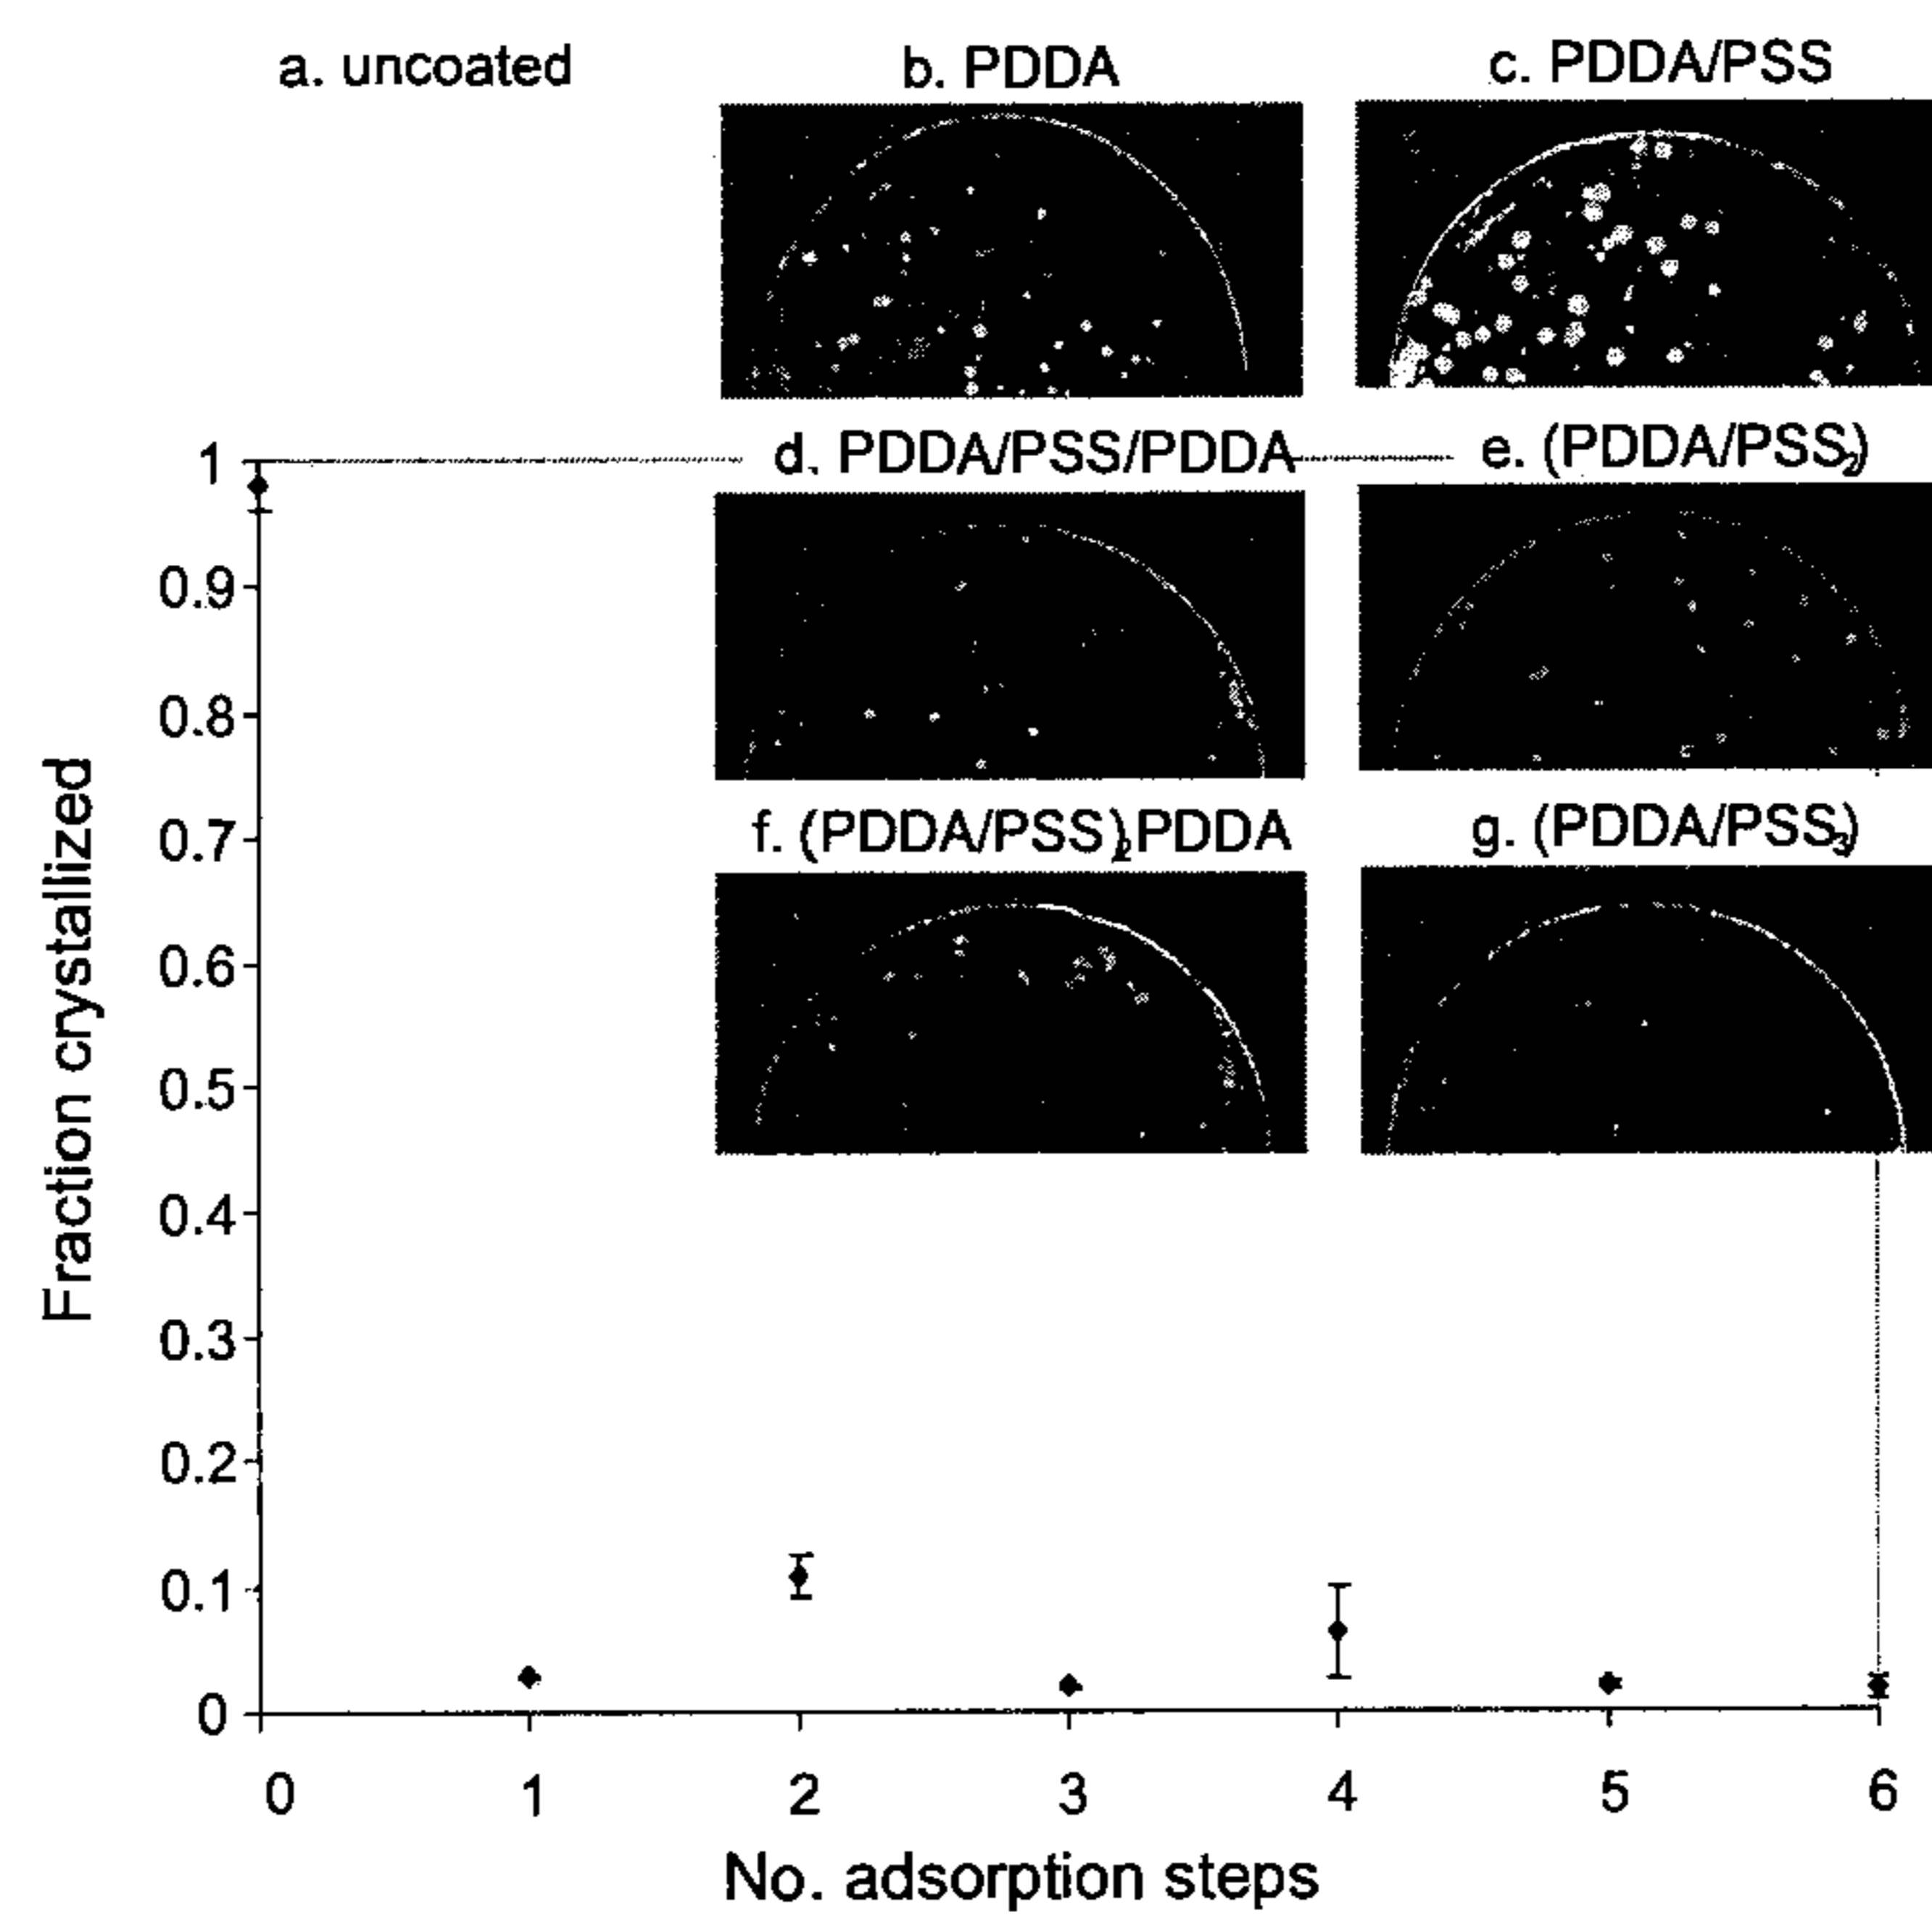 a. uncoated
b. PDDA
c. PDDA/PSS
d. PDDA/PSS/PDDA
e. (PDDA/PSS)2
f. (PDDA/PSS)2PDDA
g. (PDDA/PSS)3
Fraction crystallized
1
0.9
0.8
0.7
0.6
0.5
0.4
0.3
0.2
0.1
0
0 1 2 3 4 5 6
No. adsorption steps